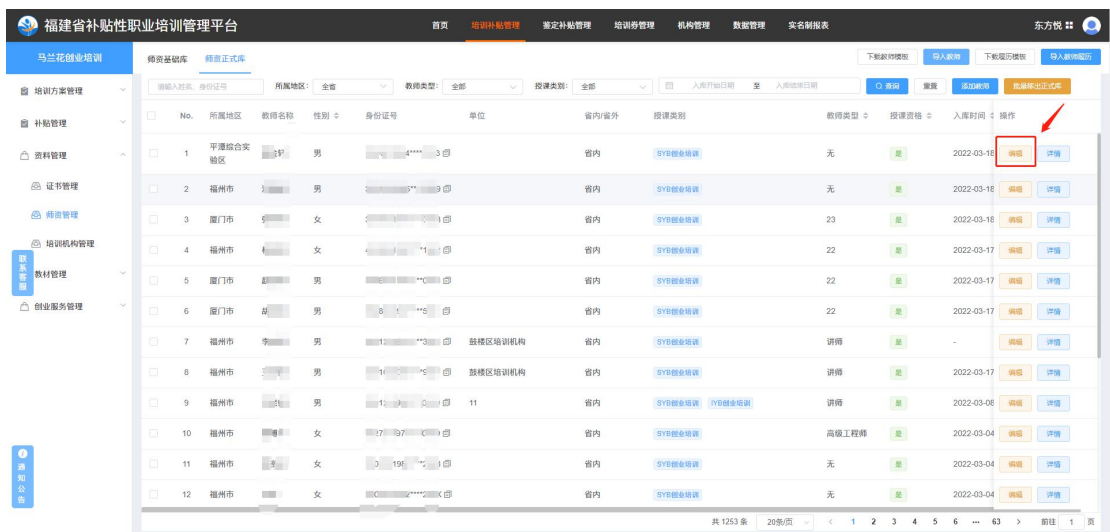 福建省补贴性职业培训管理平台 首页 培训补贴管理 鉴定补贴管理 培训券管理 机构管理 数据管理 实名制报表 东方悦
马兰花创业培训 师资基础库 师资正式库 下载教师模板 导入教师 下载履历模板 导入教师履历
请输入姓名、身份证号 所属地区: 全省 教师类型: 全部 授课类别: 全部 入库开始日期 至 入库结束日期 查询 重置 添加教师 批量移出正式库
培训方案管理
补贴管理
资料管理
证书管理
师资管理
培训机构管理
教材管理
创业服务管理
联系客服
通知公告
No. 所属地区 教师名称 性别 身份证号 单位 省内/省外 授课类别 教师类型 授课资格 入库时间 操作
1 平潭综合实验区 男 省内 SYB创业培训 无 是 2022-03-18 编辑 详情
2 福州市 男 省内 SYB创业培训 无 是 2022-03-18 编辑 详情
3 厦门市 女 省内 SYB创业培训 23 是 2022-03-18 编辑 详情
4 福州市 女 省内 SYB创业培训 22 是 2022-03-17 编辑 详情
5 厦门市 男 省内 SYB创业培训 22 是 2022-03-17 编辑 详情
6 厦门市 男 省内 SYB创业培训 22 是 2022-03-17 编辑 详情
7 福州市 男 鼓楼区培训机构 省内 SYB创业培训 讲师 是 - 编辑 详情
8 福州市 男 鼓楼区培训机构 省内 SYB创业培训 讲师 是 2022-03-17 编辑 详情
9 福州市 男 11 省内 SYB创业培训 IYB创业培训 讲师 是 2022-03-08 编辑 详情
10 福州市 女 省内 SYB创业培训 高级工程师 是 2022-03-04 编辑 详情
11 福州市 女 省内 SYB创业培训 无 是 2022-03-04 编辑 详情
12 福州市 女 省内 SYB创业培训 无 是 2022-03-04 编辑 详情
共 1253 条 20条/页 < 1 2 3 4 5 6 ... 63 > 前往 1 页